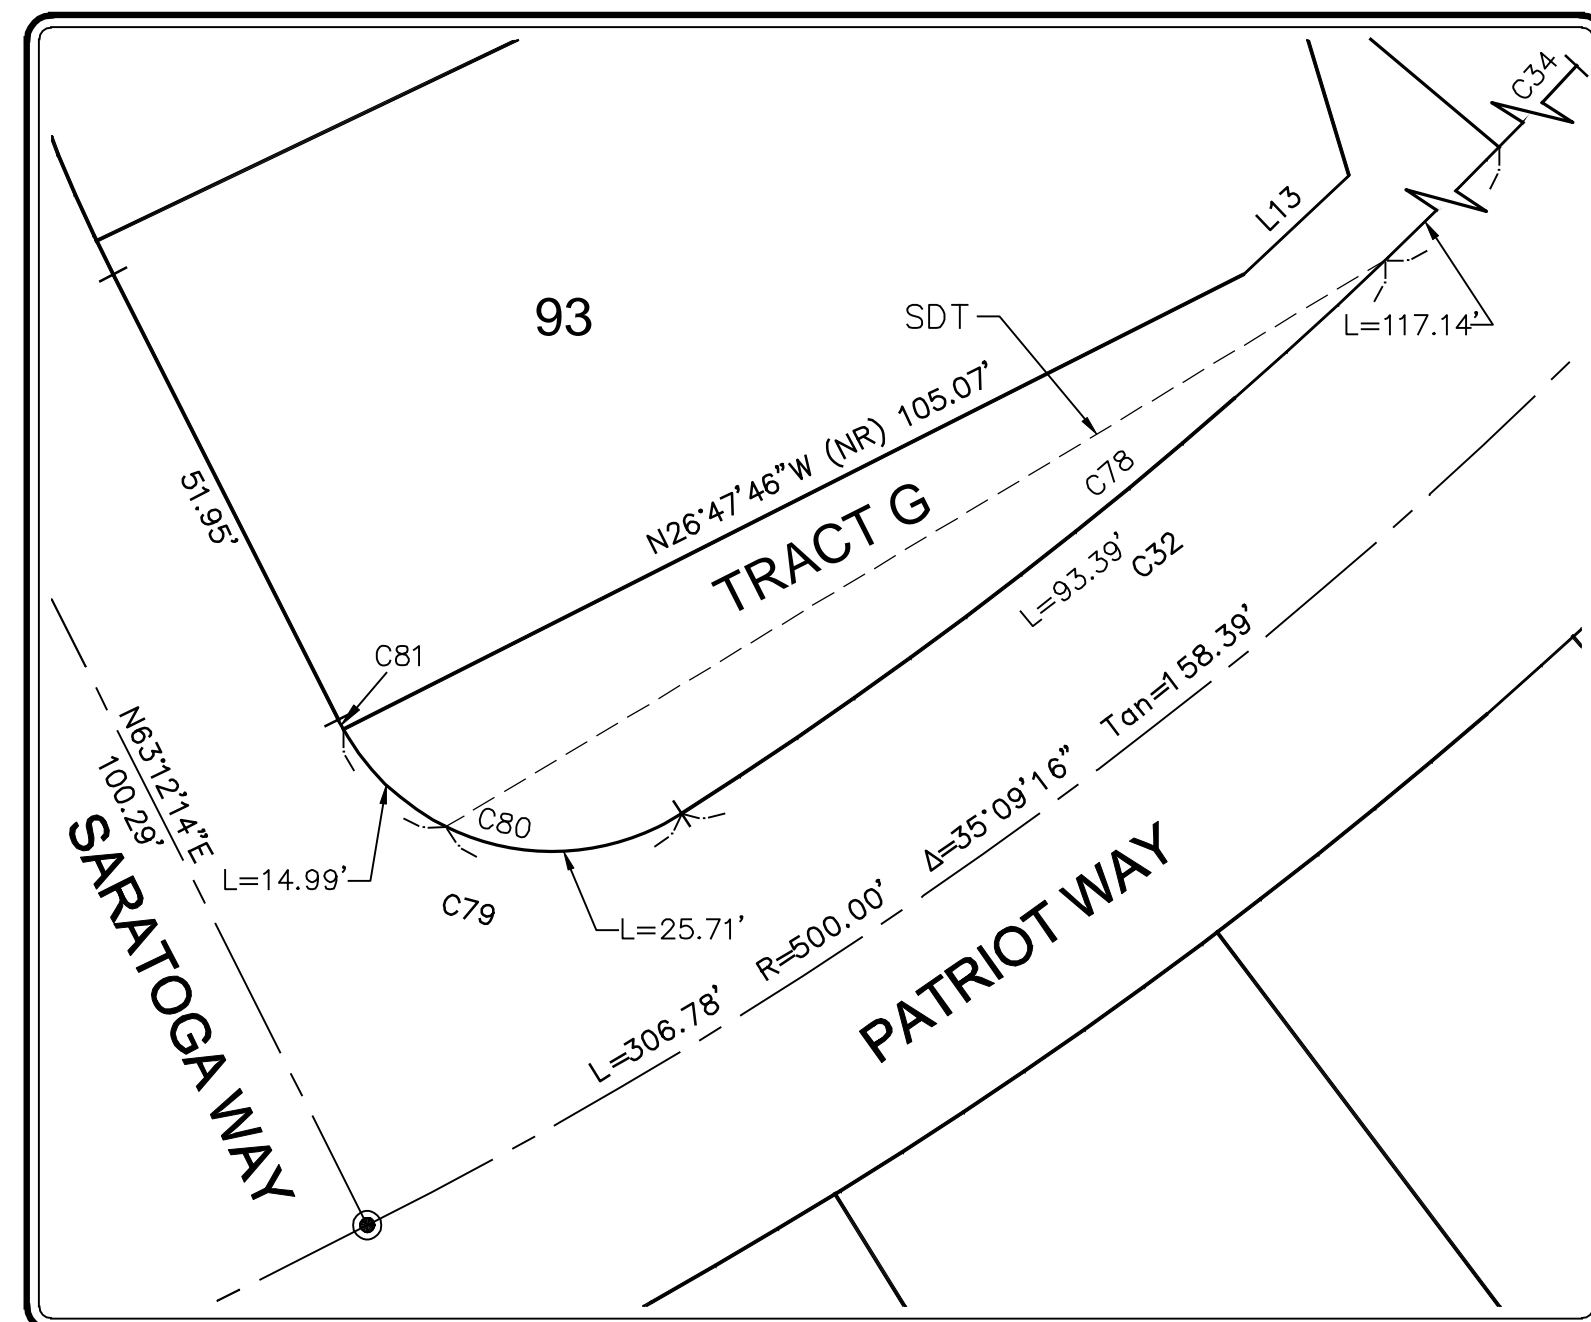 C34
L13
93
SDT
L=117.14'
N26°47'46"W (NR) 105.07'
C78
TRACT G
51.95'
L=93.39'
C32
C81
N63°12'14"E
100.29'
SARATOGA WAY
C80
L=14.99'
C79
L=25.71'
L=306.78' R=500.00' Δ=35°09'16" Tan=158.39'
PATRIOT WAY